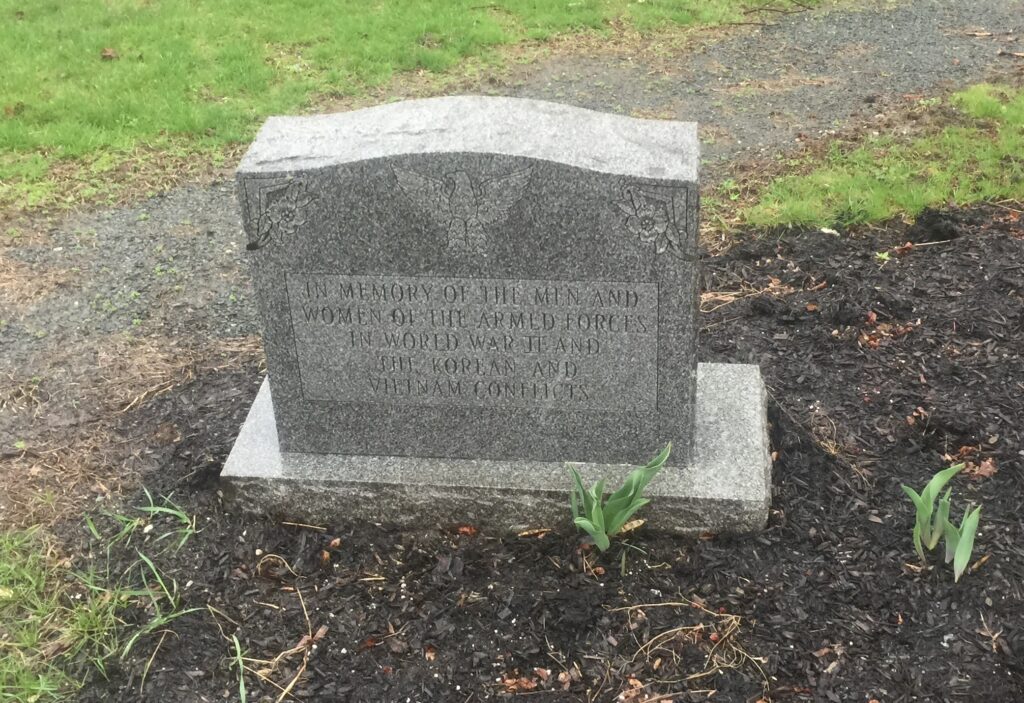 IN MEMORY OF THE MEN AND
WOMEN OF THE ARMED FORCES
IN WORLD WAR II AND
THE KOREAN AND
VIETNAM CONFLICTS